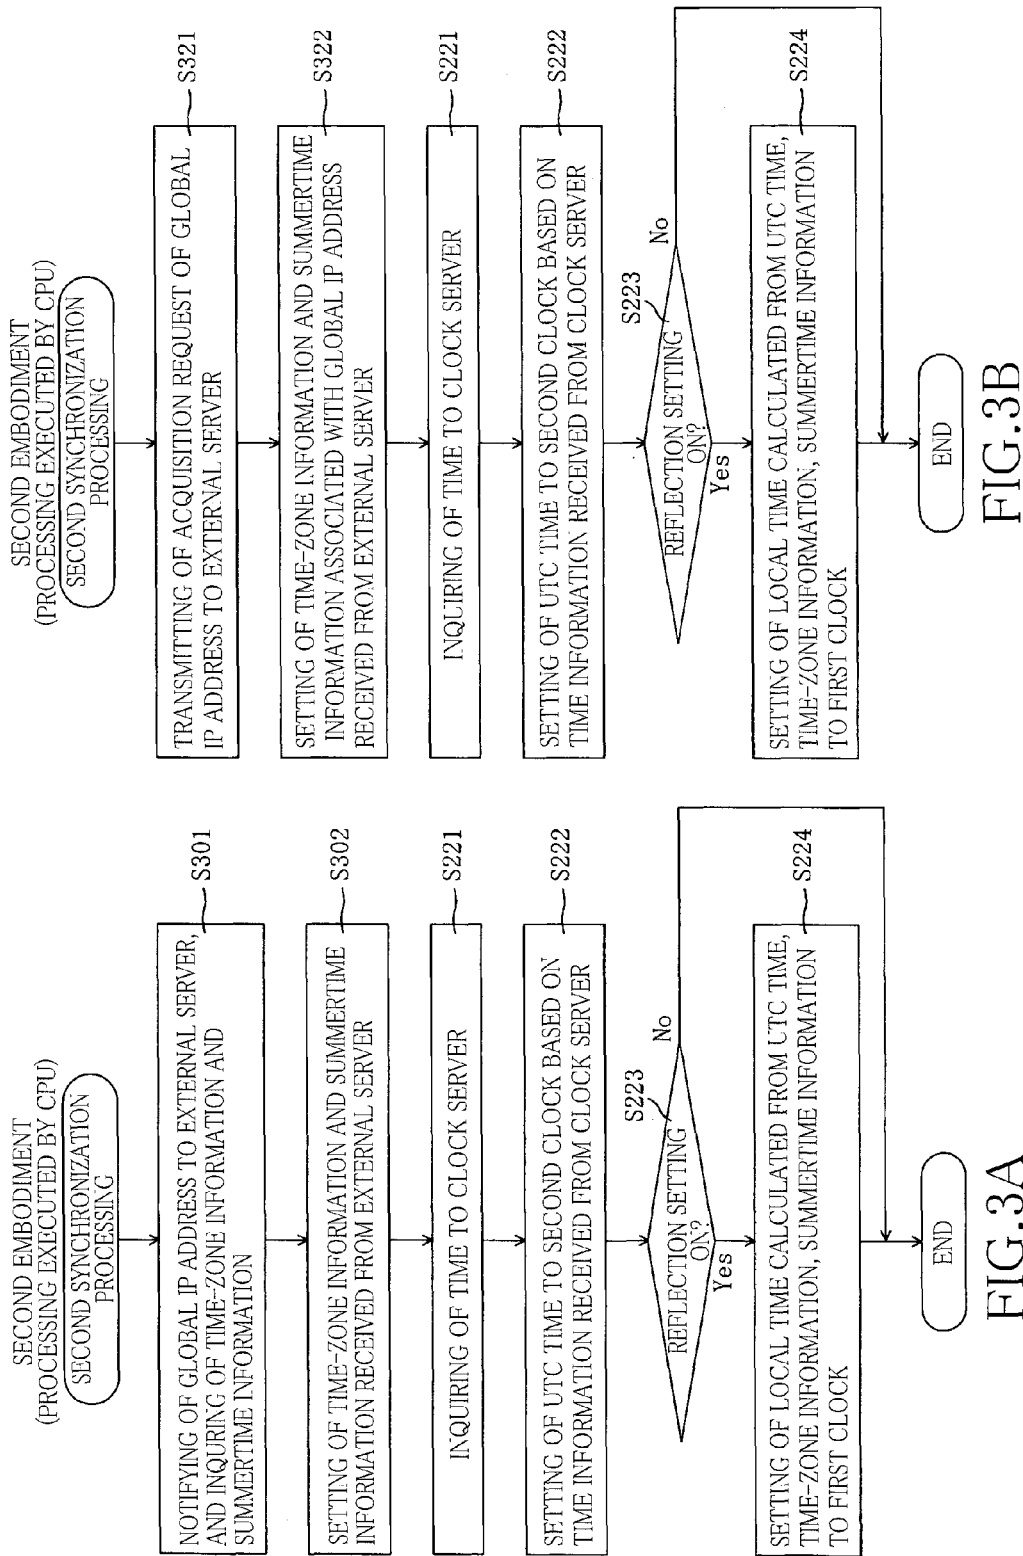 SECOND EMBODIMENT
(PROCESSING EXECUTED BY CPU)
SECOND SYNCHRONIZATION
PROCESSING
NOTIFYING OF GLOBAL IP ADDRESS TO EXTERNAL SERVER,
AND INQURING OF TIME-ZONE INFORMATION AND
SUMMERTIME INFORMATION
S301
SETTING OF TIME-ZONE INFORMATION AND SUMMERTIME
INFORMATION RECEIVED FROM EXTERNAL SERVER
S302
INQUIRING OF TIME TO CLOCK SERVER
S221
SETTING OF UTC TIME TO SECOND CLOCK BASED ON
TIME INFORMATION RECEIVED FROM CLOCK SERVER
S222
S223
REFLECTION SETTING
ON?
No
Yes
SETTING OF LOCAL TIME CALCULATED FROM UTC TIME,
TIME-ZONE INFORMATION, SUMMERTIME INFORMATION
TO FIRST CLOCK
S224
END
FIG.3A
SECOND EMBODIMENT
(PROCESSING EXECUTED BY CPU)
SECOND SYNCHRONIZATION
PROCESSING
TRANSMITTING OF ACQUISITION REQUEST OF GLOBAL
IP ADDRESS TO EXTERNAL SERVER
S321
SETTING OF TIME-ZONE INFORMATION AND SUMMERTIME
INFORMATION ASSOCIATED WITH GLOBAL IP ADDRESS
RECEIVED FROM EXTERNAL SERVER
S322
INQUIRING OF TIME TO CLOCK SERVER
S221
SETTING OF UTC TIME TO SECOND CLOCK BASED ON
TIME INFORMATION RECEIVED FROM CLOCK SERVER
S222
S223
REFLECTION SETTING
ON?
No
Yes
SETTING OF LOCAL TIME CALCULATED FROM UTC TIME,
TIME-ZONE INFORMATION, SUMMERTIME INFORMATION
TO FIRST CLOCK
S224
END
FIG.3B